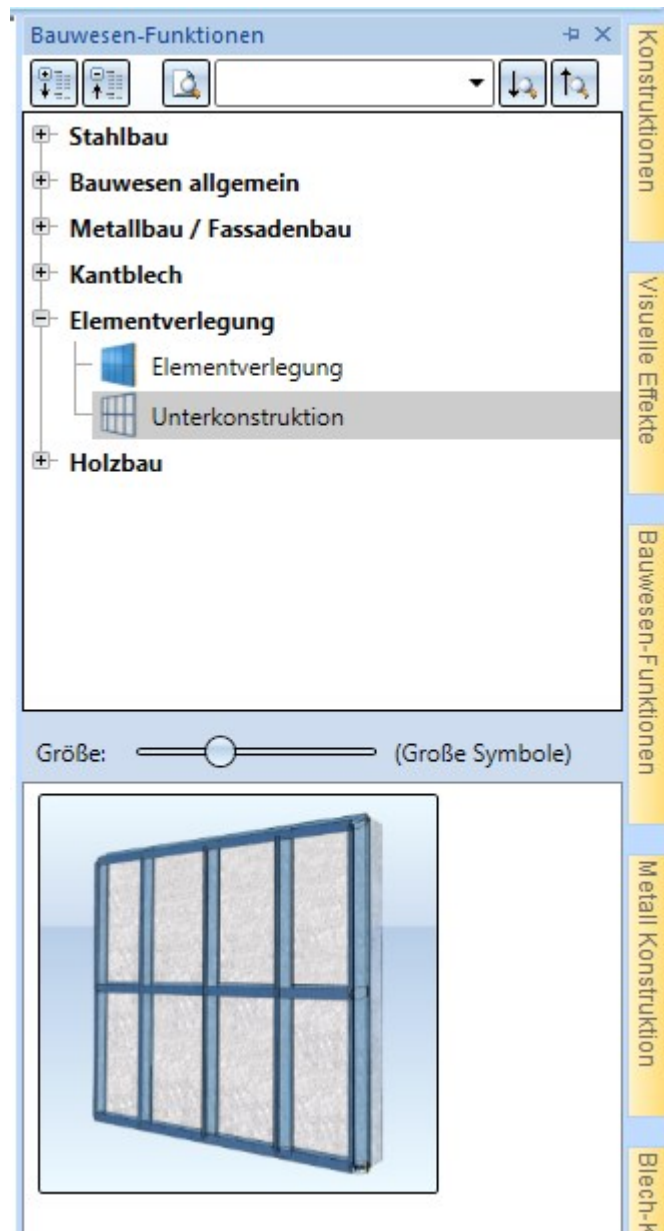 Bauwesen-Funktionen
Stahlbau
Bauwesen allgemein
Metallbau / Fassadenbau
Kantblech
Elementverlegung
Elementverlegung
Unterkonstruktion
Holzbau
Größe:
(Große Symbole)
Konstruktionen
Visuelle Effekte
Bauwesen-Funktionen
Metall Konstruktion